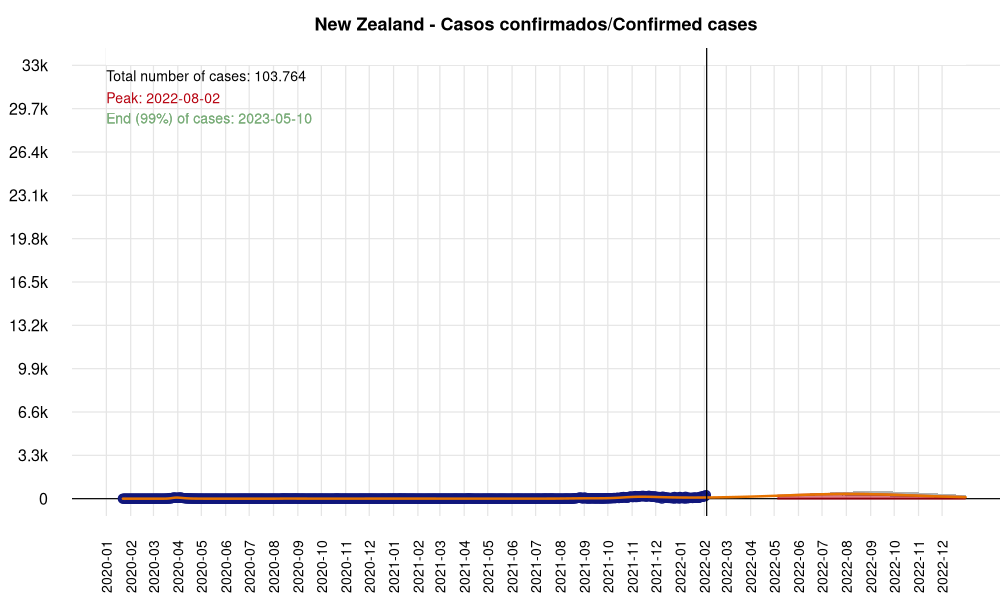 New Zealand - Casos confirmados/Confirmed cases
33k
Total number of cases: 103.764
Peak: 2022-08-02
29.7k
End (99%) of cases: 2023-05-10
26.4k
23.1k
19.8k
16.5k
13.2k
9.9k
6.6k
3.3k
0
2020-01
2020-02
2020-03
2020-04
2020-05
2020-06
2020-07
2020-08
2020-09
2020-10
2020-11
2020-12
2021-01
2021-02
2021-03
2021-04
2021-05
2021-06
2021-07
2021-08
2021-09
2021-10
2021-11
2021-12
2022-01
2022-02
2022-03
2022-04
2022-05
2022-06
2022-07
2022-08
2022-09
2022-10
2022-11
2022-12